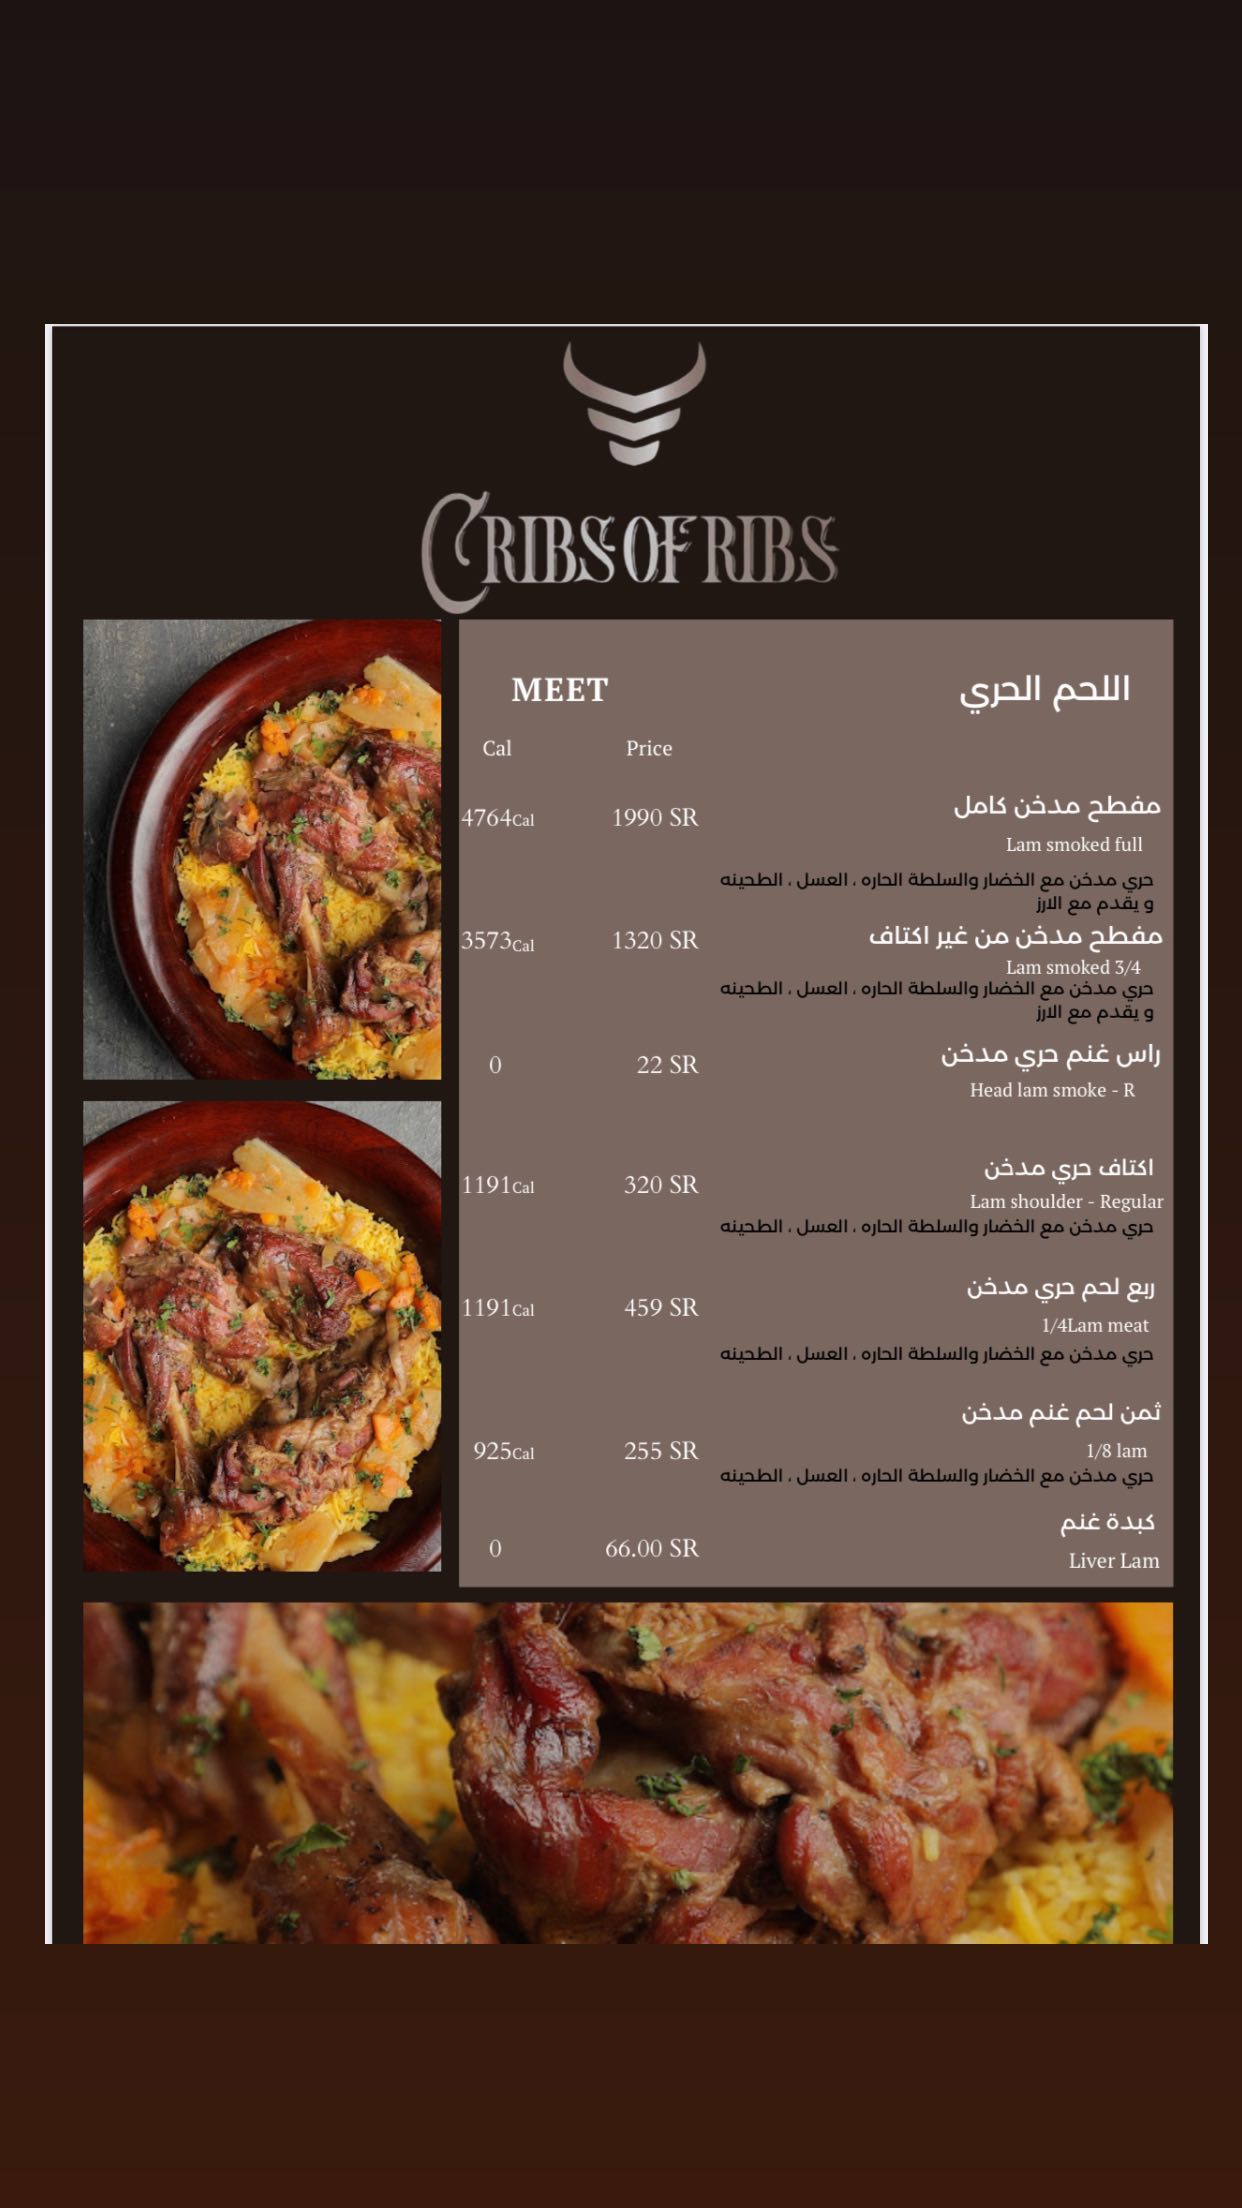 CRIBS OF RIBS
MEET
اللحم الحري
Cal
Price
مفطح مدخن كامل
4764Cal
1990 SR
Lam smoked full
حري مدخن مع الخضار والسلطة الحاره ، العسل ، الطحينه
و يقدم مع الارز
مفطح مدخن من غير اكتاف
3573Cal
1320 SR
Lam smoked 3/4
حري مدخن مع الخضار والسلطة الحاره ، العسل ، الطحينه
و يقدم مع الارز
راس غنم حري مدخن
0
22 SR
Head lam smoke - R
اكتاف حري مدخن
1191Cal
320 SR
Lam shoulder - Regular
حري مدخن مع الخضار والسلطة الحاره ، العسل ، الطحينه
ربع لحم حري مدخن
1191Cal
459 SR
1/4Lam meat
حري مدخن مع الخضار والسلطة الحاره ، العسل ، الطحينه
ثمن لحم غنم مدخن
925Cal
255 SR
1/8 lam
حري مدخن مع الخضار والسلطة الحاره ، العسل ، الطحينه
كبدة غنم
0
66.00 SR
Liver Lam